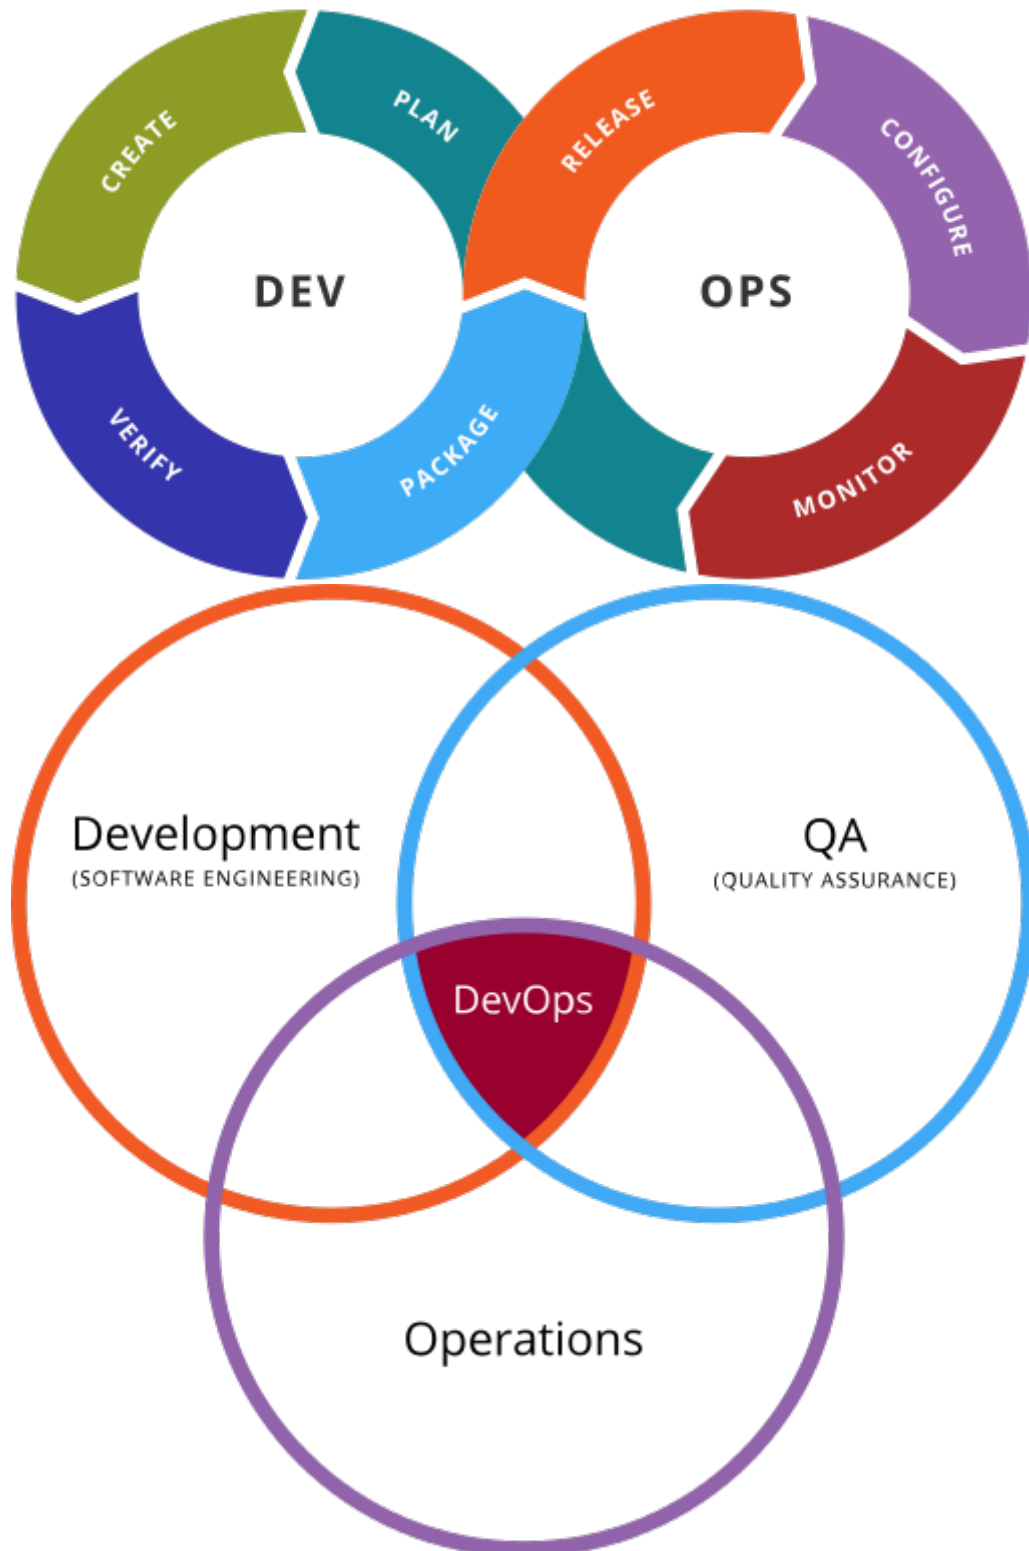 CREATE
PLAN
RELEASE
CONFIGURE
DEV
OPS
VERIFY
PACKAGE
MONITOR
Development
(SOFTWARE ENGINEERING)
QA
(QUALITY ASSURANCE)
DevOps
Operations